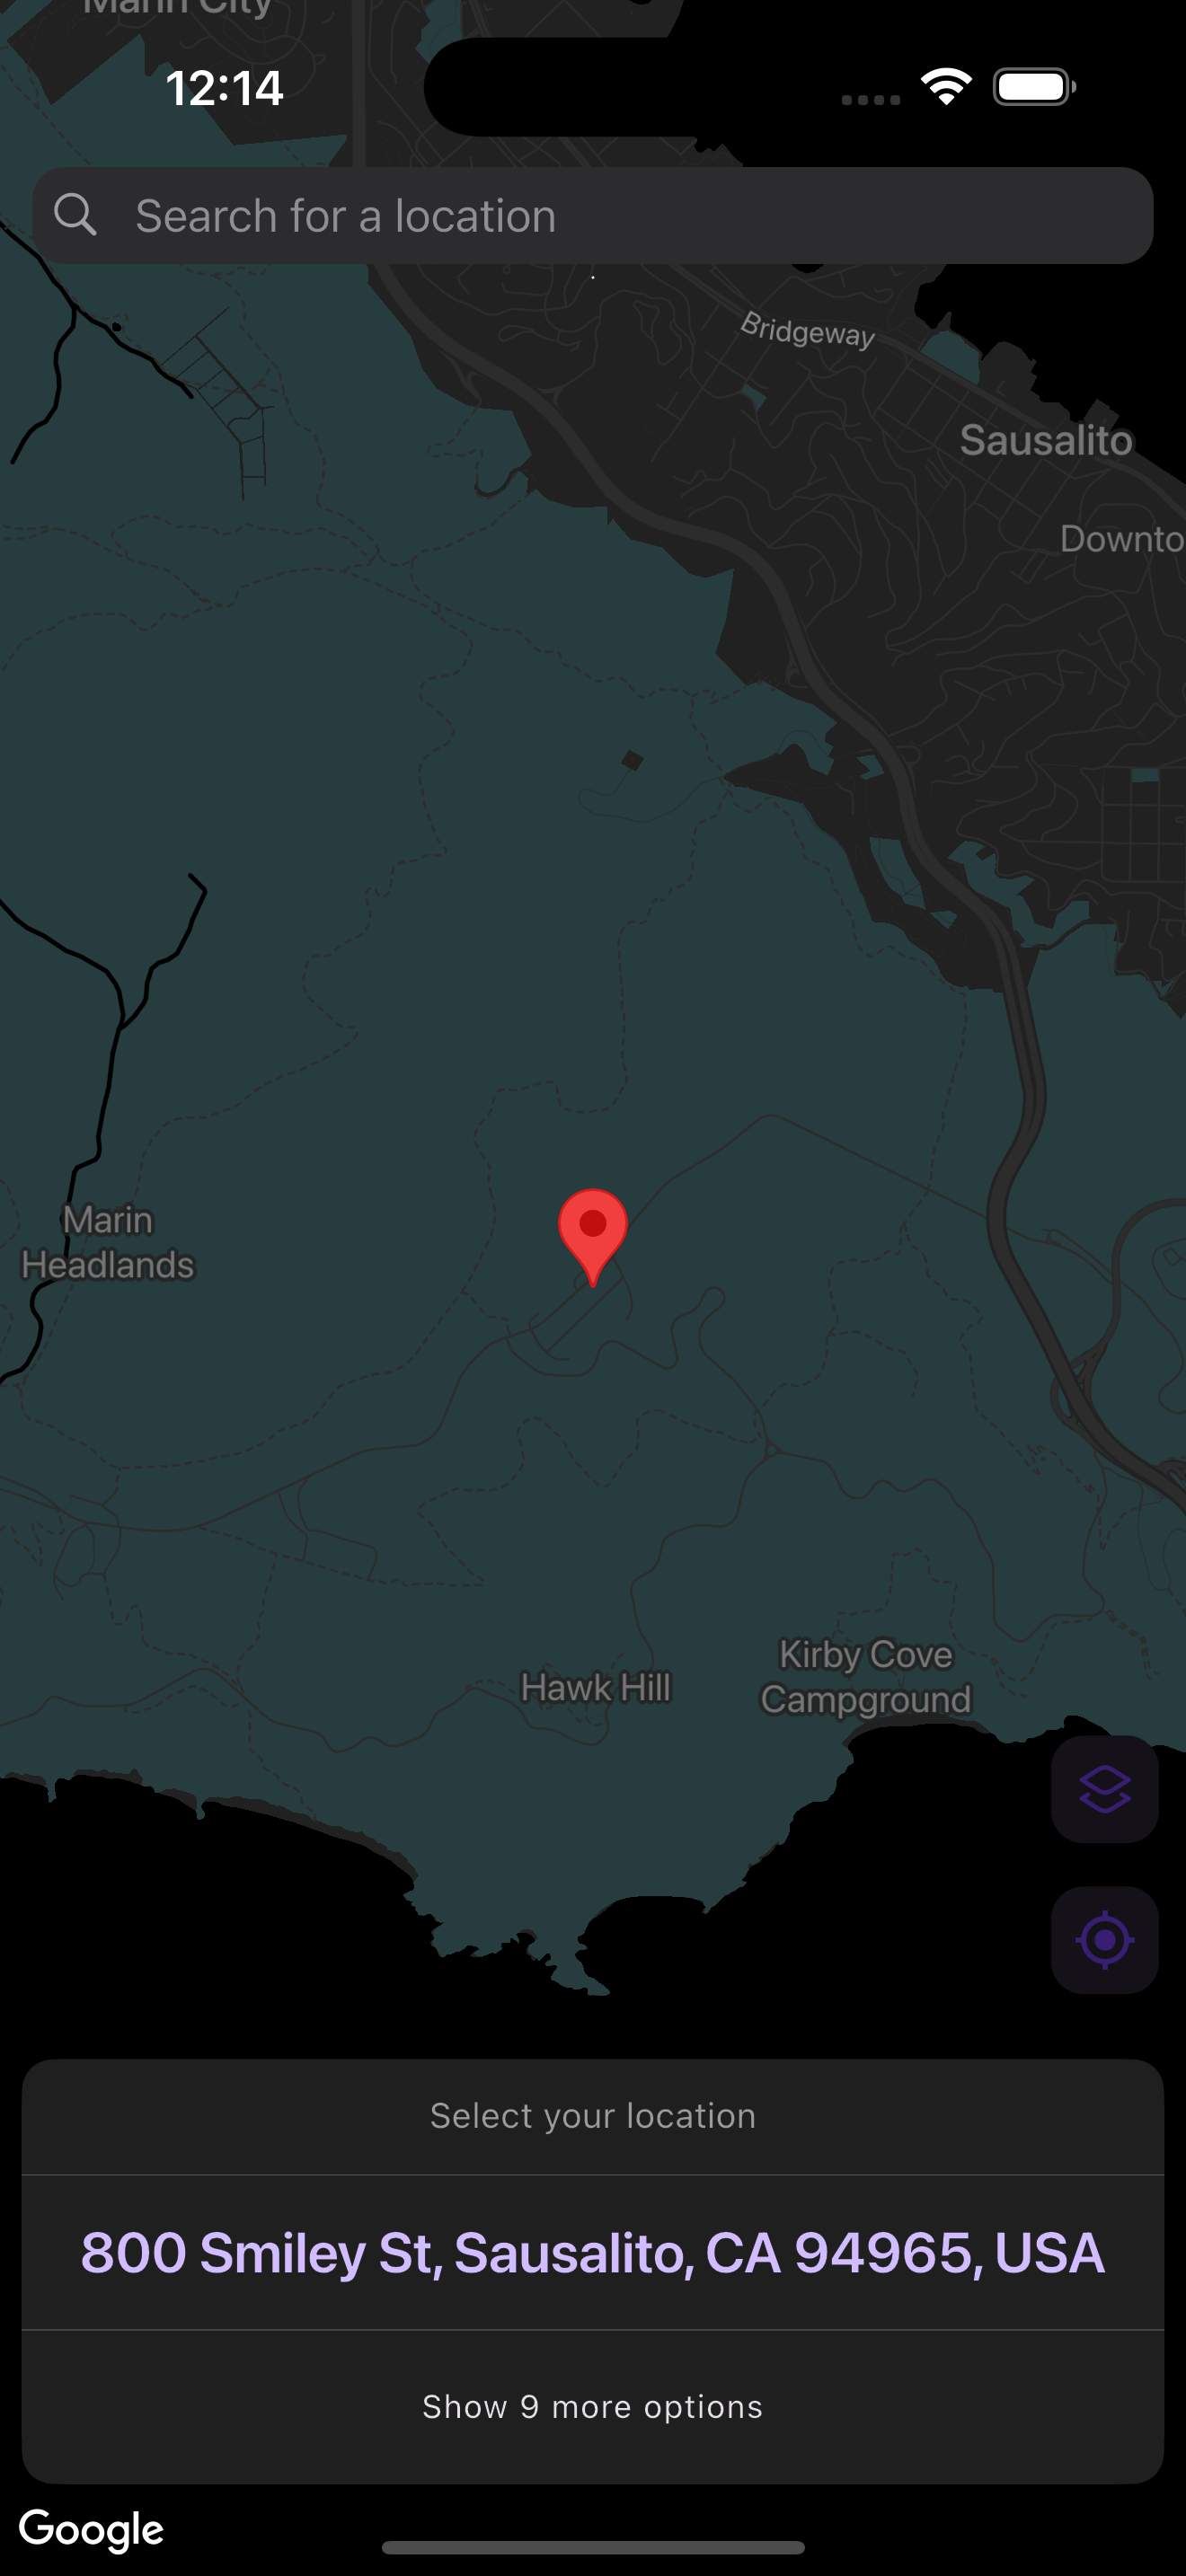 Marin City
12:14
Search for a location
Bridgeway
Sausalito
Downto
Marin
Headlands
Kirby Cove
Campground
Hawk Hill
Select your location
800 Smiley St, Sausalito, CA 94965, USA
Show 9 more options
Google